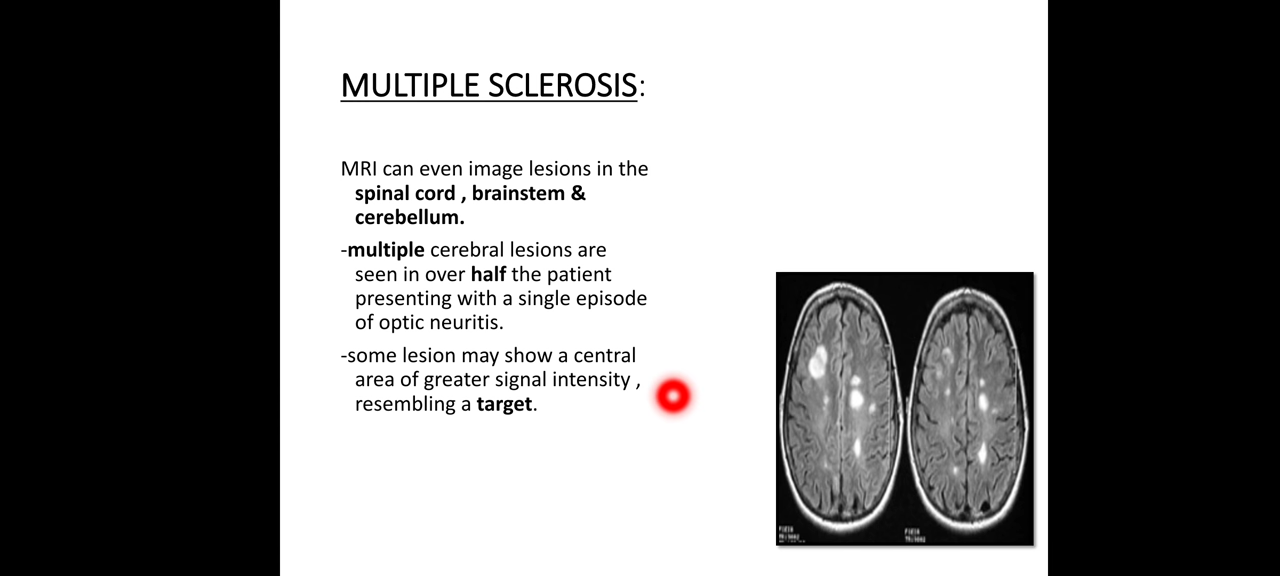 MULTIPLE SCLEROSIS:
MRI can even image lesions in the
spinal cord , brainstem &
cerebellum.
-multiple cerebral lesions are
seen in over half the patient
presenting with a single episode
of optic neuritis.
-some lesion may show a central
area of greater signal intensity ,
resembling a target.